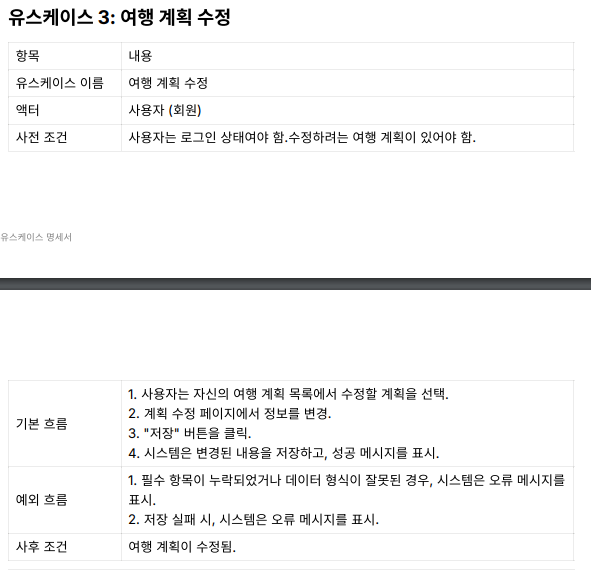 유스케이스 3: 여행 계획 수정
항목 내용
유스케이스 이름 여행 계획 수정
액터 사용자 (회원)
사전 조건 사용자는 로그인 상태여야 함.수정하려는 여행 계획이 있어야 함.
유스케이스 명세서
기본 흐름
1. 사용자는 자신의 여행 계획 목록에서 수정할 계획을 선택.
2. 계획 수정 페이지에서 정보를 변경.
3. "저장" 버튼을 클릭.
4. 시스템은 변경된 내용을 저장하고, 성공 메시지를 표시.
예외 흐름
1. 필수 항목이 누락되었거나 데이터 형식이 잘못된 경우, 시스템은 오류 메시지를
표시.
2. 저장 실패 시, 시스템은 오류 메시지를 표시.
사후 조건 여행 계획이 수정됨.